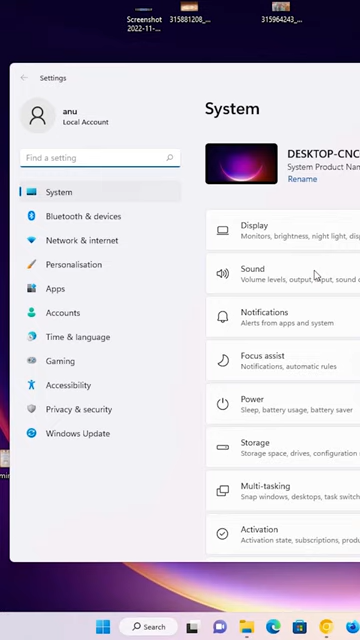 Screenshot
2022-11-...
315881208_...
315964243_...
Settings
anu
Local Account
Find a setting
System
Bluetooth & devices
Network & internet
Personalisation
Apps
Accounts
Time & language
Gaming
Accessibility
Privacy & security
Windows Update
System
DESKTOP-CNC
System Product
Rename
Display
Monitors, brightness, night light,
Sound
Volume levels, output, input, sound
Notifications
Alerts from apps and system
Focus assist
Notifications, automatic rules
Power
Sleep, battery usage, battery saver
Storage
Storage space, drives, configuration
Multi-tasking
Snap windows, desktops, task
Activation
Activation state, subscriptions,
Search